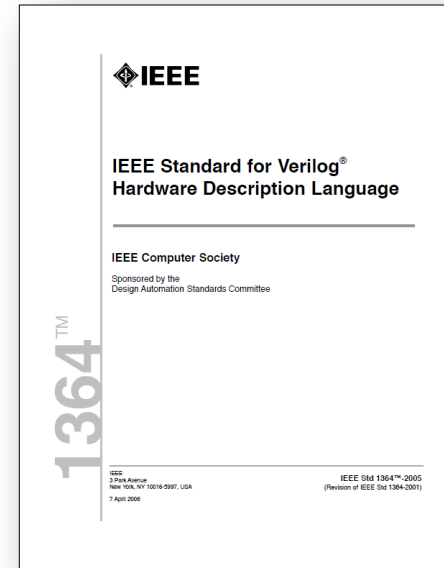 IEEE
IEEE Standard for Verilog®
Hardware Description Language
IEEE Computer Society
Sponsored by the
Design Automation Standards Committee
1364™
IEEE
3 Park Avenue
New York, NY 10016-5997, USA
7 April 2006
IEEE Std 1364™-2005
(Revision of IEEE Std 1364-2001)